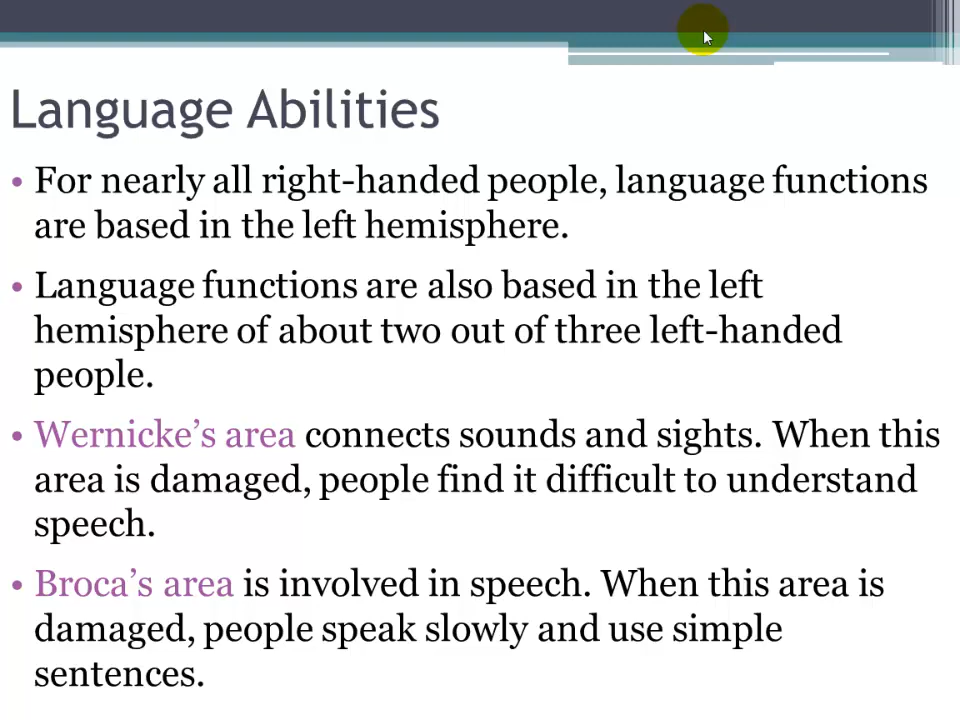 Language Abilities
• For nearly all right-handed people, language functions
are based in the left hemisphere.
• Language functions are also based in the left
hemisphere of about two out of three left-handed
people.
• Wernicke’s area connects sounds and sights. When this
area is damaged, people find it difficult to understand
speech.
• Broca’s area is involved in speech. When this area is
damaged, people speak slowly and use simple
sentences.